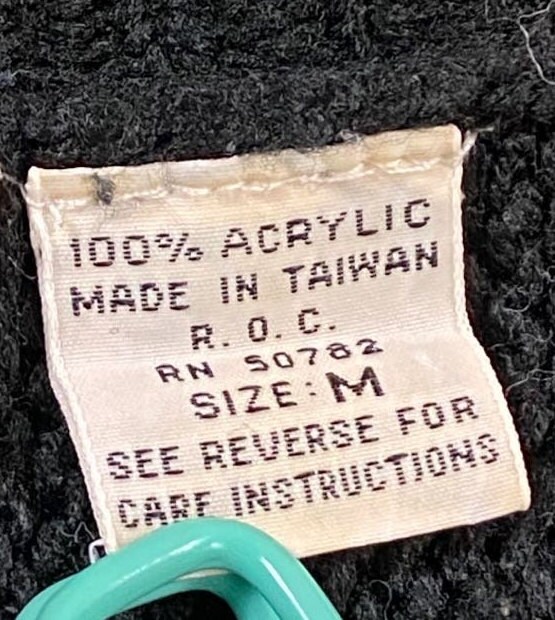 100% ACRYLIC
MADE IN TAIWAN
R.O.C.
RN 50782
SIZE: M
SEE REVERSE FOR
CARE INSTRUCTIONS